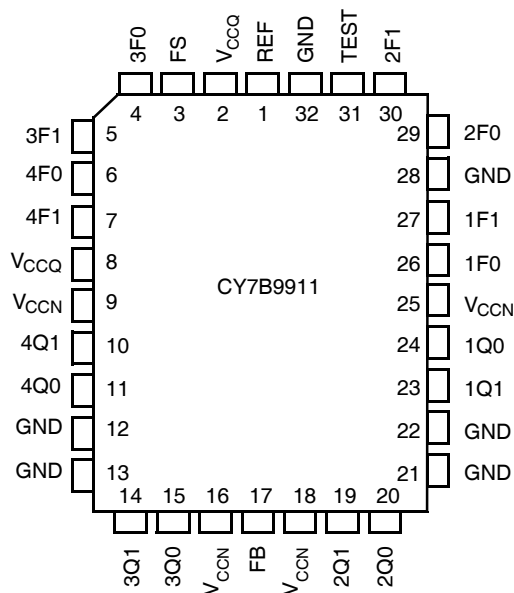 3F0 FS VCCQ REF GND TEST 2F1
4 3 2 1 32 31 30
3F1 5 29 2F0
4F0 6 28 GND
4F1 7 27 1F1
VCCQ 8 26 1F0
CY7B9911
VCCN 9 25 VCCN
4Q1 10 24 1Q0
4Q0 11 23 1Q1
GND 12 22 GND
GND 13 21 GND
14 15 16 17 18 19 20
3Q1 3Q0 VCCN FB VCCN 2Q1 2Q0